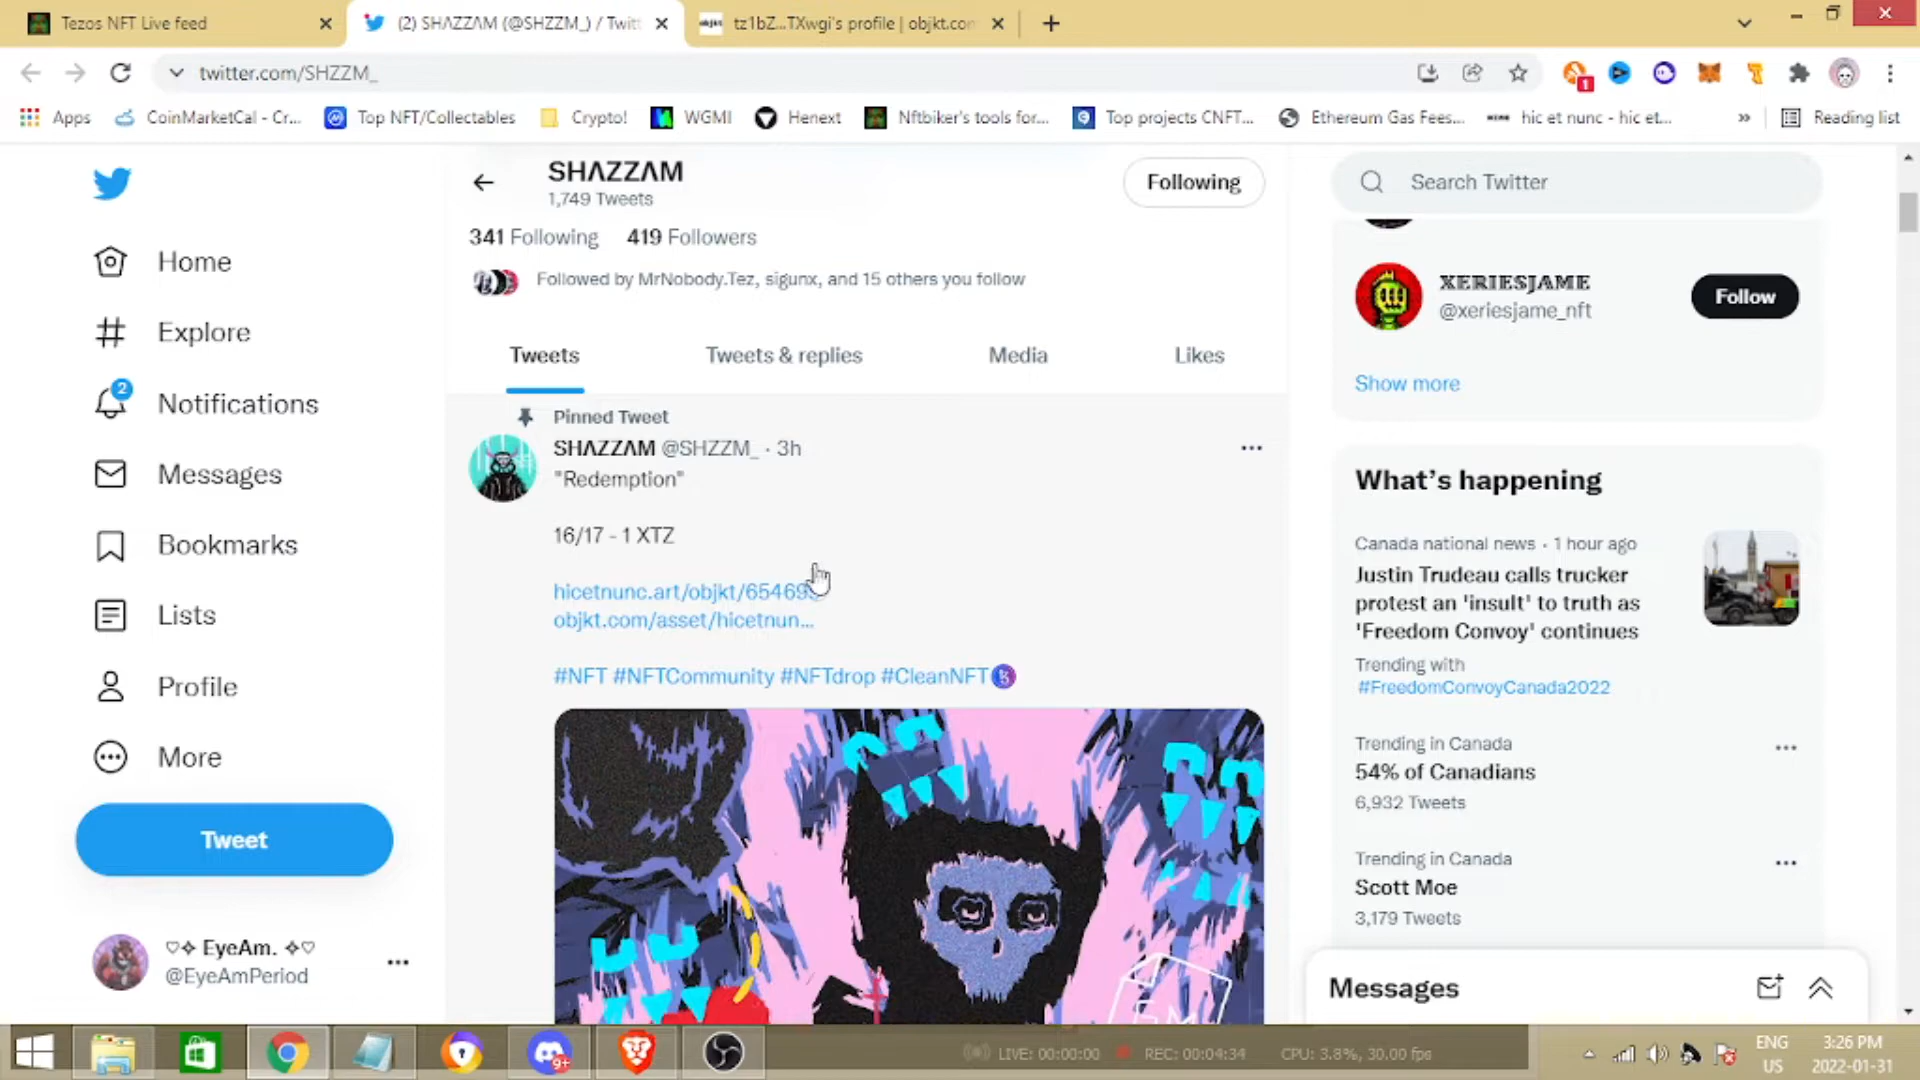 Tezos NFT Live feed
(2) SHΛZZΛM (@SHZZM_) / Twitt
tz1bZ...TXwgi's profile | objkt.com
twitter.com/SHZZM_
1
Apps
CoinMarketCal - Cr...
Top NFT/Collectables
Crypto!
WGMI
Henext
Nftbiker's tools for...
Top projects CNFT...
Ethereum Gas Fees...
hic et nunc - hic et...
»
Reading list
SHΛZZΛM
1,749 Tweets
Following
341 Following 419 Followers
Followed by MrNobody.Tez, sigunx, and 15 others you follow
Tweets
Tweets & replies
Media
Likes
Pinned Tweet
SHΛZZΛM @SHZZM_ · 3h
"Redemption"
16/17 - 1 XTZ
hicetnunc.art/objkt/65469
objkt.com/asset/hicetnun...
#NFT #NFTCommunity #NFTdrop #CleanNFT
Home
Explore
2
Notifications
Messages
Bookmarks
Lists
Profile
More
Tweet
♡✧ EyeAm. ✧♡
@EyeAmPeriod
Search Twitter
XERIESJAME
@xeriesjame_nft
Follow
Show more
What's happening
Canada national news · 1 hour ago
Justin Trudeau calls trucker
protest an 'insult' to truth as
'Freedom Convoy' continues
Trending with
#FreedomConvoyCanada2022
Trending in Canada
54% of Canadians
6,932 Tweets
Trending in Canada
Scott Moe
3,179 Tweets
Messages
9+
LIVE: 00:00:00
REC: 00:04:34
CPU: 3.8%, 30.00 fps
ENG
US
3:26 PM
2022-01-31